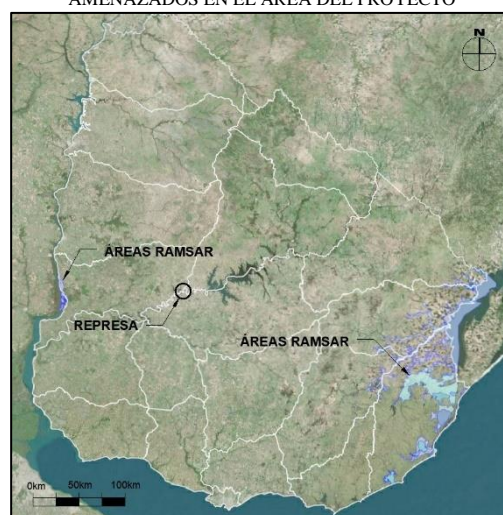 AMENAZADOS EN EL ÁREA DEL PROYECTO
N
ÁREAS RAMSAR
REPRESA
ÁREAS RAMSAR
0km 50km 100km